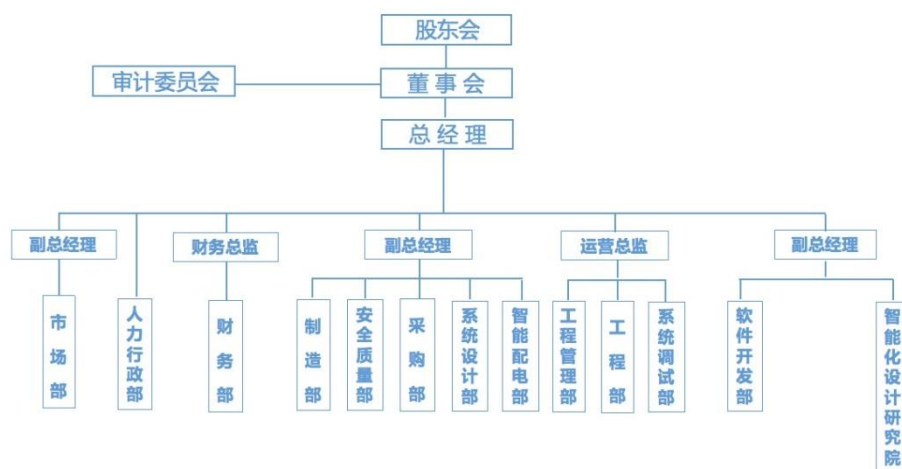 股东会
审计委员会
董事会
总经理
副总经理
财务总监
副总经理
运营总监
副总经理
市场部
人力行政部
财务部
制造部
安全质量部
采购部
系统设计部
智能配电部
工程管理部
工程部
系统调试部
软件开发部
智能化设计研究院